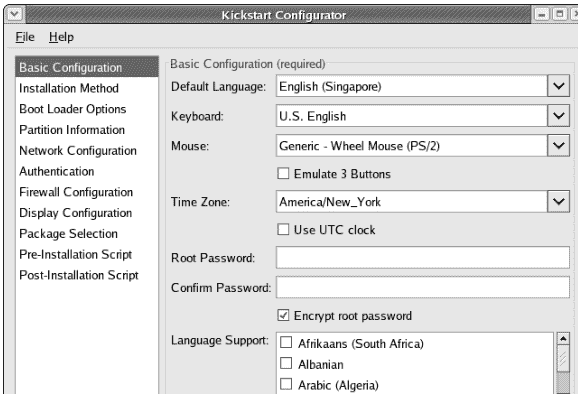 Kickstart Configurator
File Help
Basic Configuration
Installation Method
Boot Loader Options
Partition Information
Network Configuration
Authentication
Firewall Configuration
Display Configuration
Package Selection
Pre-Installation Script
Post-Installation Script
Basic Configuration (required)
Default Language: English (Singapore)
Keyboard: U.S. English
Mouse: Generic - Wheel Mouse (PS/2)
Emulate 3 Buttons
Time Zone: America/New_York
Use UTC clock
Root Password:
Confirm Password:
Encrypt root password
Language Support: Afrikaans (South Africa)
Albanian
Arabic (Algeria)